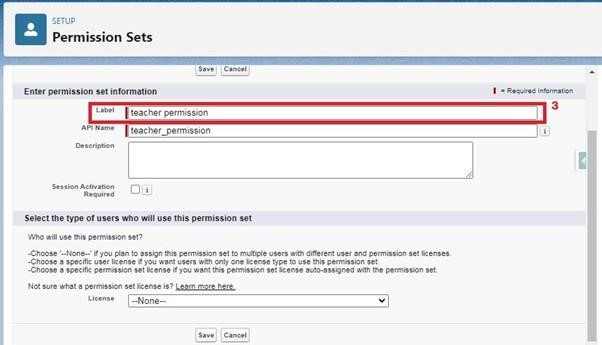 SETUP
Permission Sets
Save Cancel
Enter permission set information
= Required Information
Label teacher permission 3
API Name teacher_permission i
Description
Session Activation
Required i
Select the type of users who will use this permission set
Who will use this permission set?
-Choose '--None--' if you plan to assign this permission set to multiple users with different user and permission set licenses.
-Choose a specific user license if you want users with only one license type to use this permission set.
-Choose a specific permission set license if you want this permission set license auto-assigned with the permission set.
Not sure what a permission set license is? Learn more here.
License --None--
Save Cancel